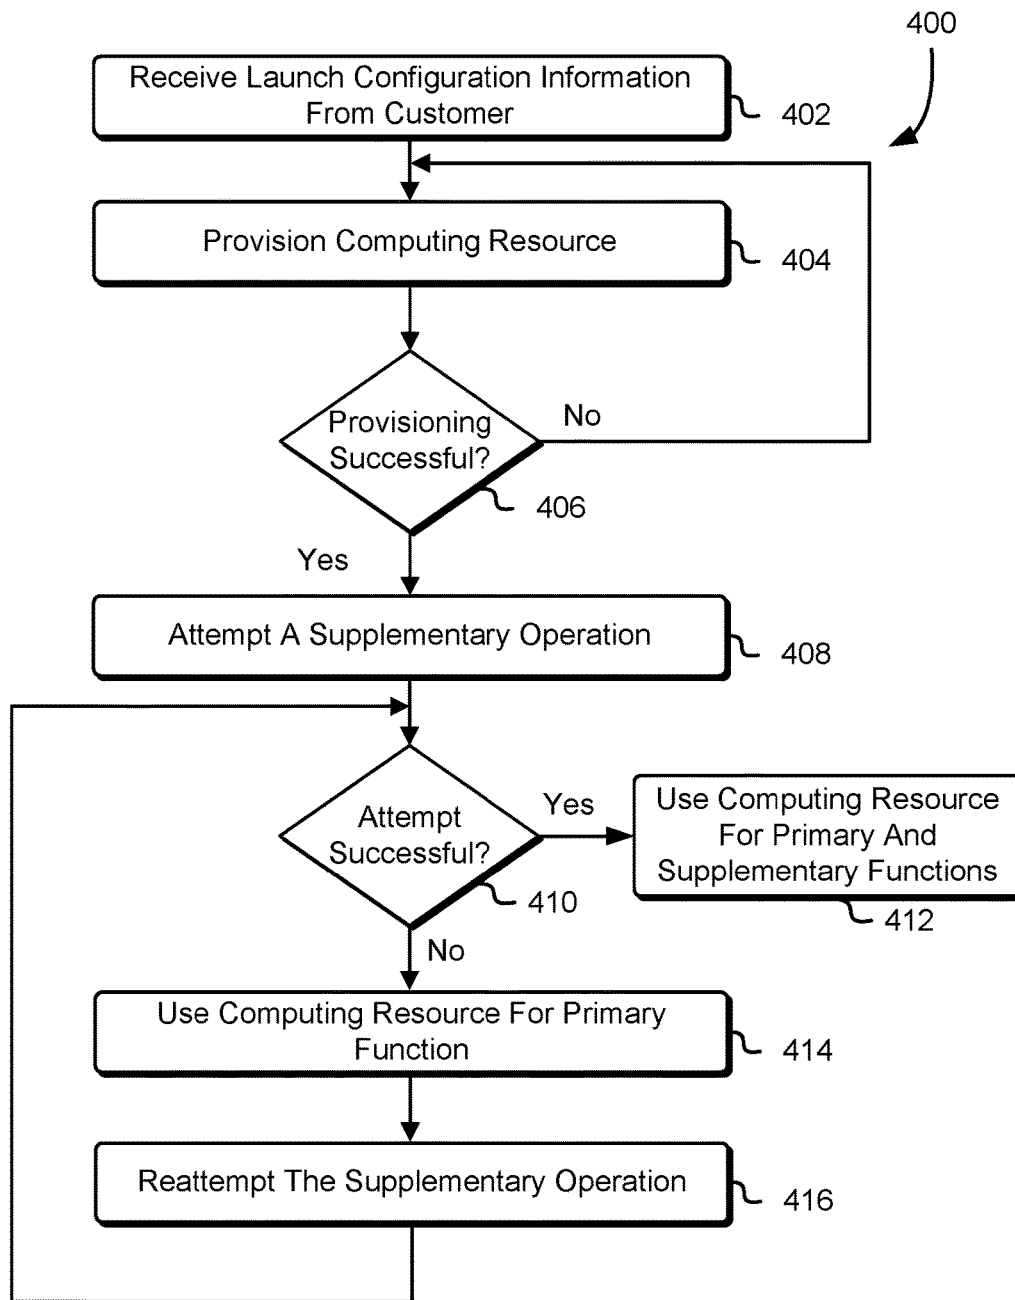 400
Receive Launch Configuration Information
From Customer
402
Provision Computing Resource
404
Provisioning
Successful?
No
406
Yes
Attempt A Supplementary Operation
408
Attempt
Successful?
Yes
Use Computing Resource
For Primary And
Supplementary Functions
410
412
No
Use Computing Resource For Primary
Function
414
Reattempt The Supplementary Operation
416